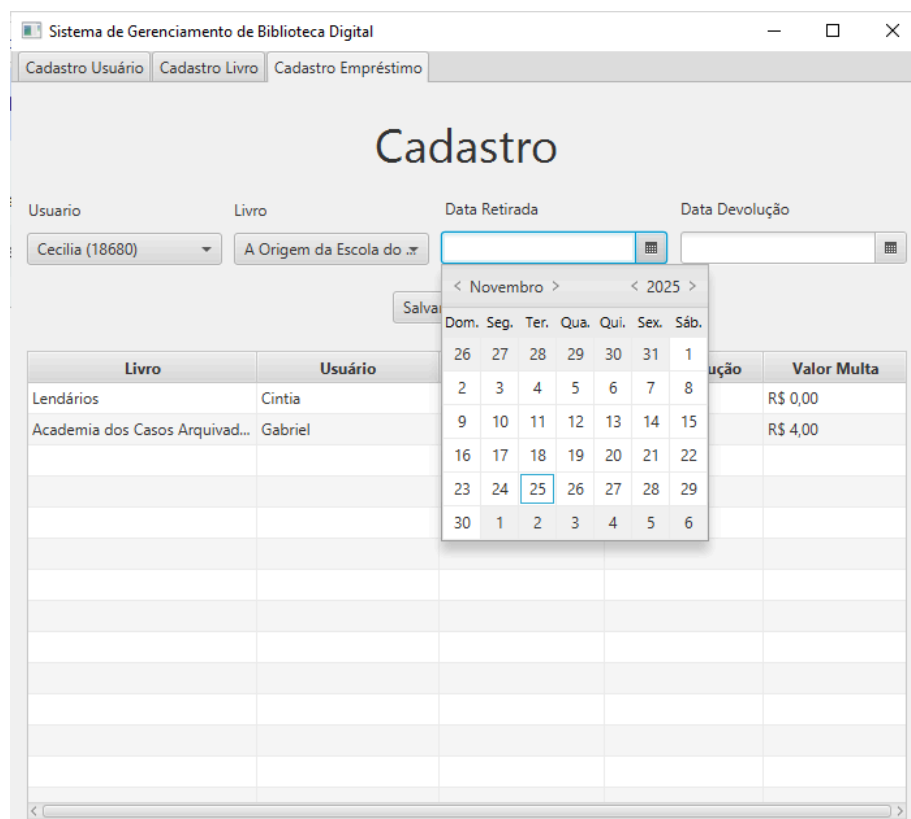 Sistema de Gerenciamento de Biblioteca Digital
Cadastro Usuário Cadastro Livro Cadastro Empréstimo
Cadastro
Usuario Livro Data Retirada Data Devolução
Cecilia (18680) A Origem da Escola do ..
< Novembro > < 2025 >
Salvar
Dom. Seg. Ter. Qua. Qui. Sex. Sáb.
26 27 28 29 30 31 1
Livro Usuário ução Valor Multa
2 3 4 5 6 7 8
Lendários Cintia R$ 0,00
9 10 11 12 13 14 15
Academia dos Casos Arquivad... Gabriel R$ 4,00
16 17 18 19 20 21 22
23 24 25 26 27 28 29
30 1 2 3 4 5 6